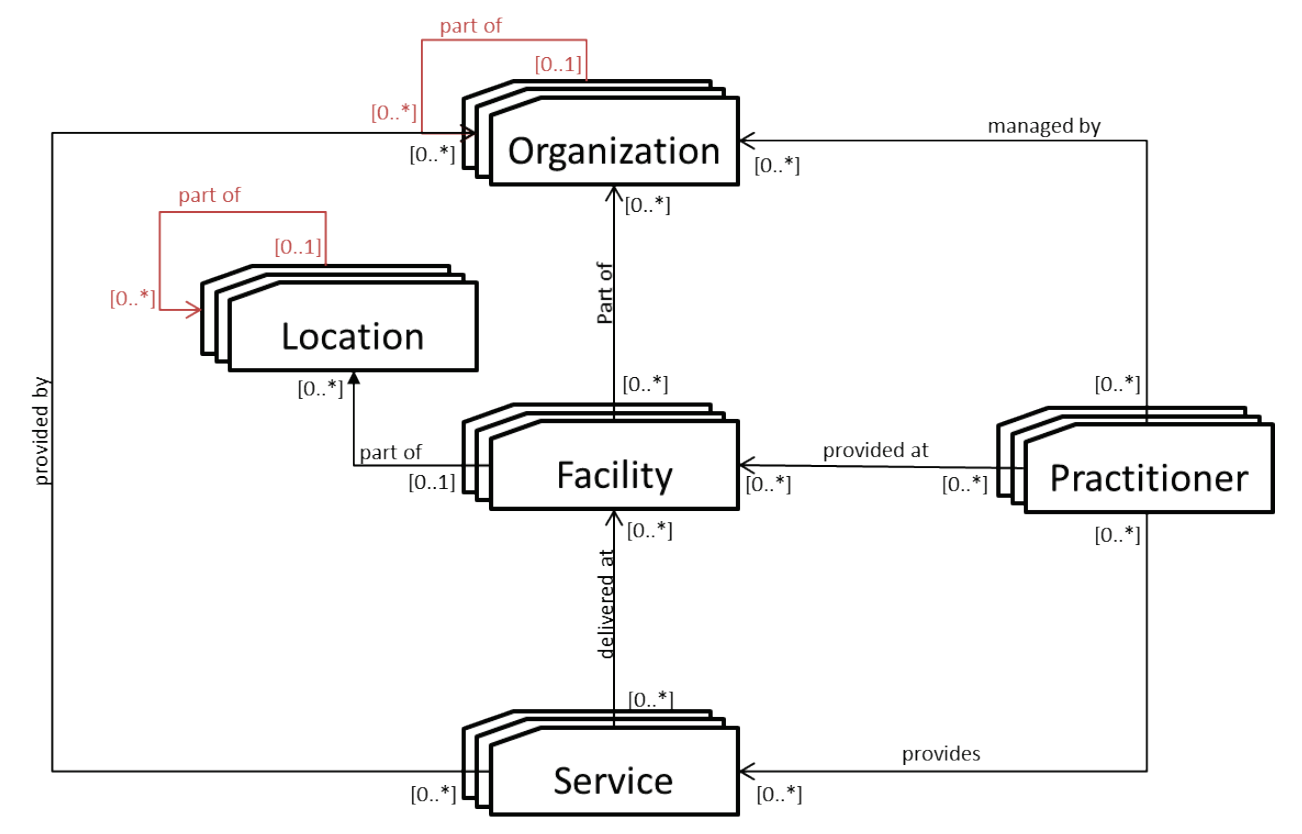 part of
[0..1]
[0..*]
managed by
[0..*]
Organization
[0..*]
part of
[0..*]
[0..1]
Part of
[0..*]
Location
[0..*]
provided by
[0..*]
[0..*]
part of
provided at
[0..1]
Facility
[0..*]
[0..*]
Practitioner
[0..*]
[0..*]
delivered at
[0..*]
provides
Service
[0..*]
[0..*]